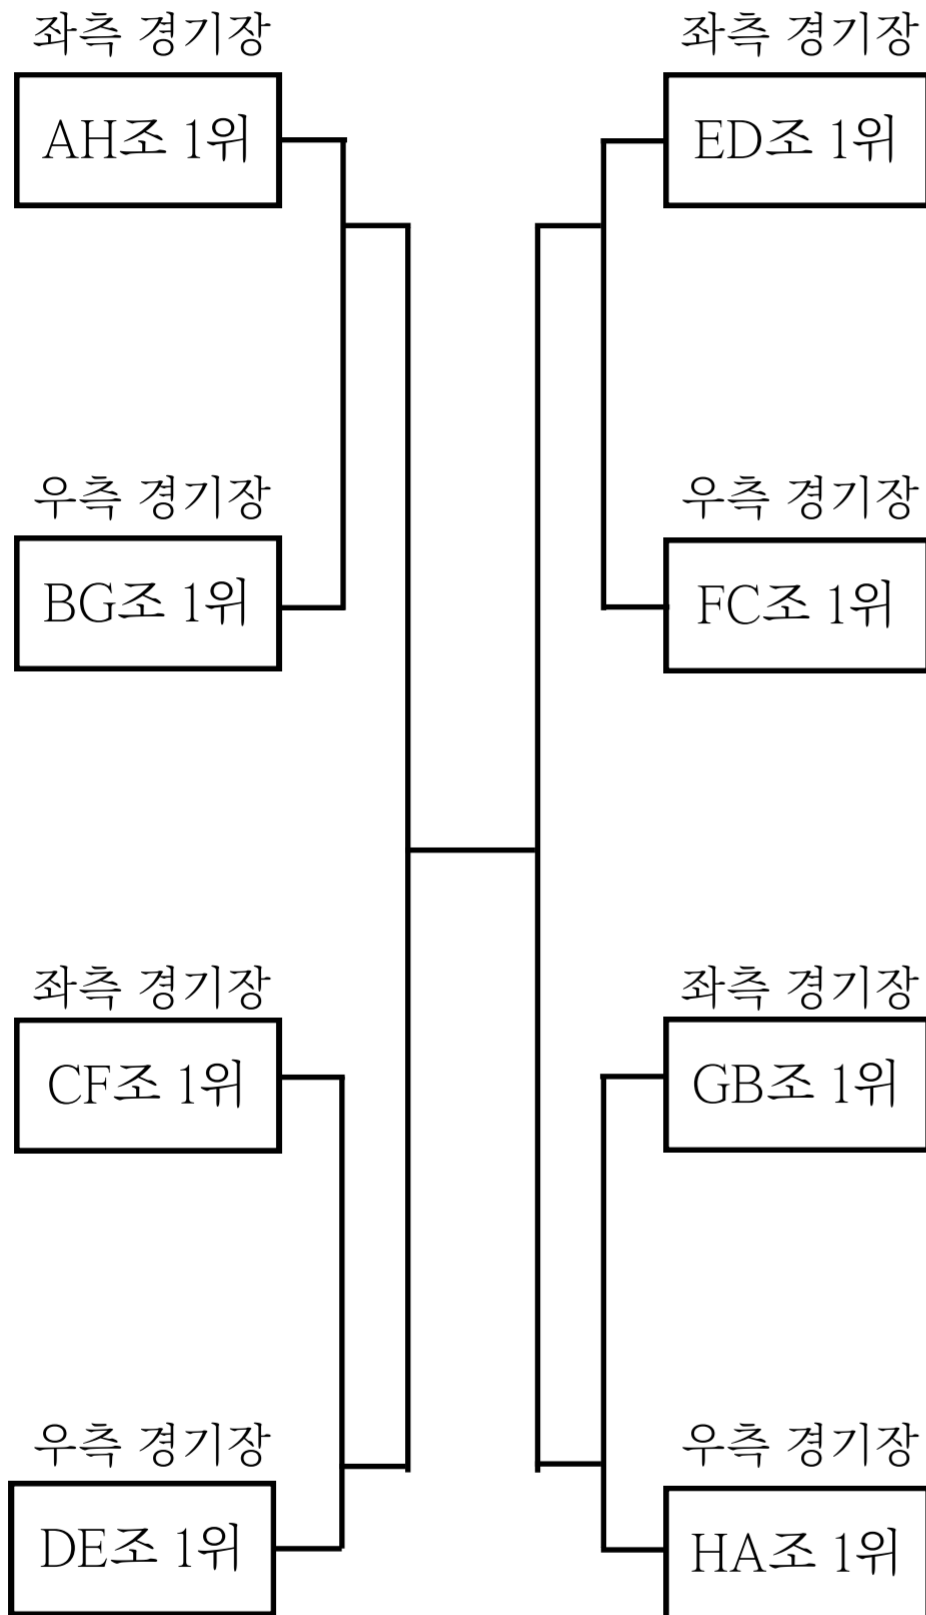 좌측 경기장
AH조 1위
우측 경기장
BG조 1위
좌측 경기장
CF조 1위
우측 경기장
DE조 1위
좌측 경기장
ED조 1위
우측 경기장
FC조 1위
좌측 경기장
GB조 1위
우측 경기장
HA조 1위